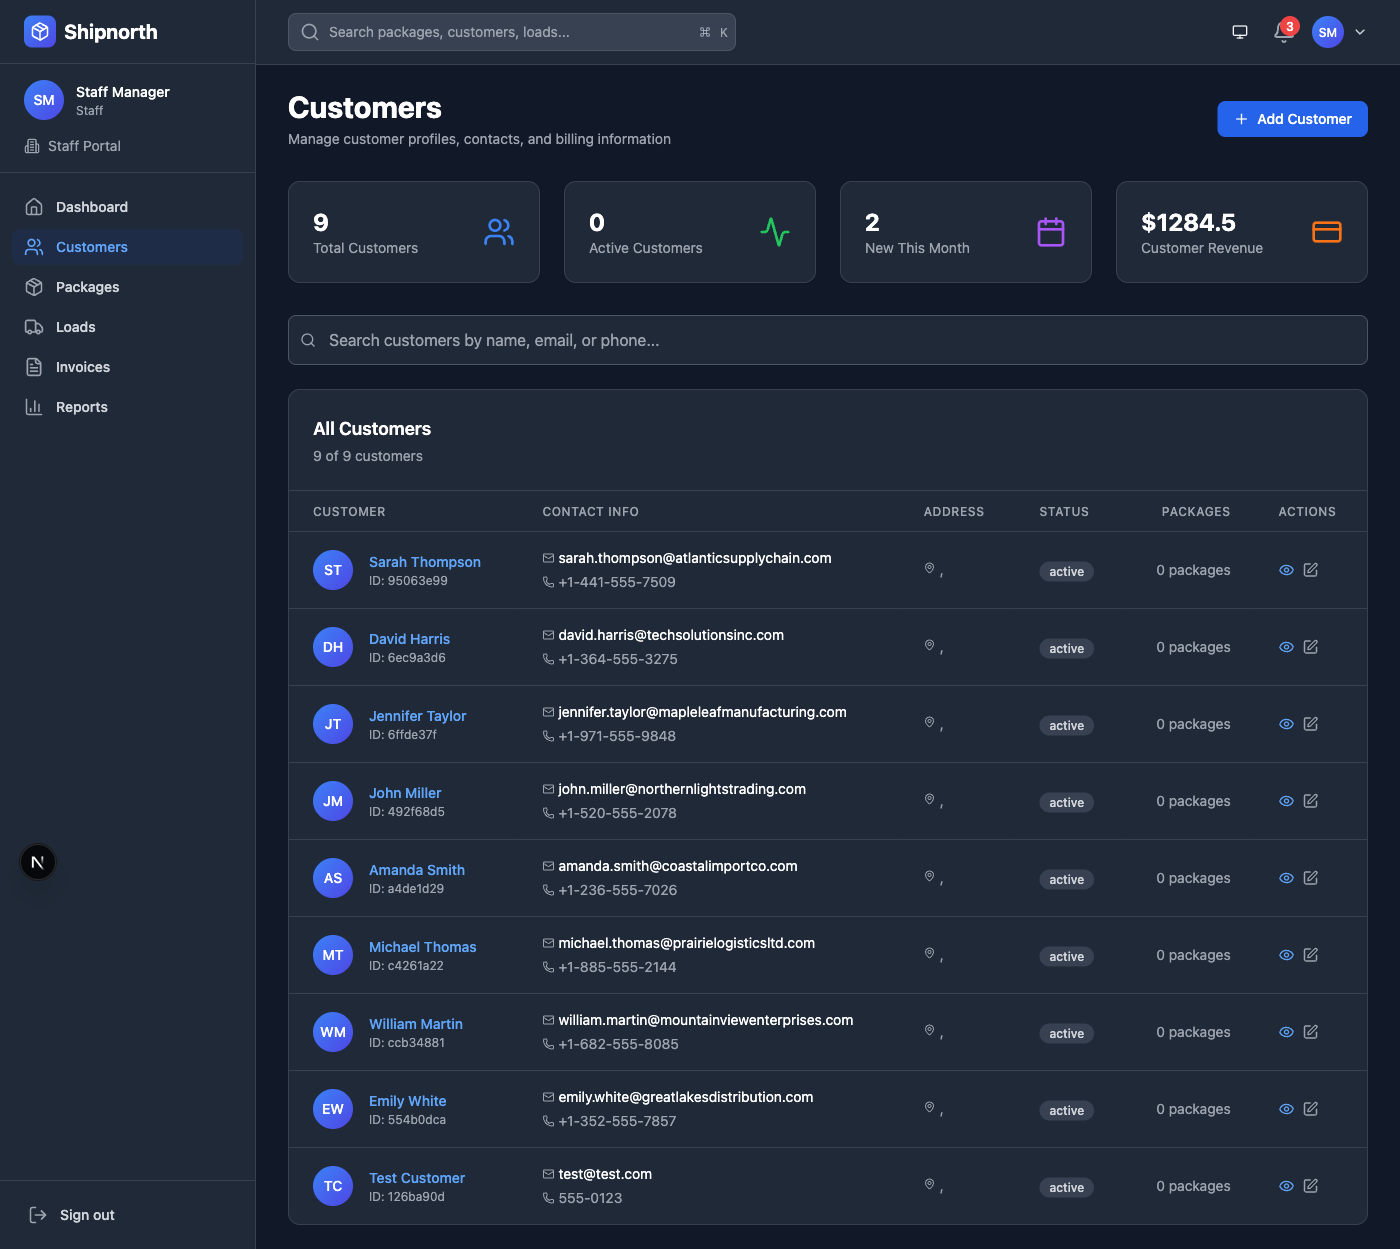 Shipnorth
Search packages, customers, loads...
⌘ K
3
SM
SM
Staff Manager
Staff
Staff Portal
Dashboard
Customers
Packages
Loads
Invoices
Reports
N
Sign out
Customers
Manage customer profiles, contacts, and billing information
Add Customer
9
Total Customers
0
Active Customers
2
New This Month
$1284.5
Customer Revenue
Search customers by name, email, or phone...
All Customers
9 of 9 customers
CUSTOMER CONTACT INFO ADDRESS STATUS PACKAGES ACTIONS
ST
Sarah Thompson
ID: 95063e99
sarah.thompson@atlanticsupplychain.com
+1-441-555-7509
,
active
0 packages
DH
David Harris
ID: 6ec9a3d6
david.harris@techsolutionsinc.com
+1-364-555-3275
,
active
0 packages
JT
Jennifer Taylor
ID: 6ffde37f
jennifer.taylor@mapleleafmanufacturing.com
+1-971-555-9848
,
active
0 packages
JM
John Miller
ID: 492f68d5
john.miller@northernlightstrading.com
+1-520-555-2078
,
active
0 packages
AS
Amanda Smith
ID: a4de1d29
amanda.smith@coastalimportco.com
+1-236-555-7026
,
active
0 packages
MT
Michael Thomas
ID: c4261a22
michael.thomas@prairielogisticsltd.com
+1-885-555-2144
,
active
0 packages
WM
William Martin
ID: ccb34881
william.martin@mountainviewenterprises.com
+1-682-555-8085
,
active
0 packages
EW
Emily White
ID: 554b0dca
emily.white@greatlakesdistribution.com
+1-352-555-7857
,
active
0 packages
TC
Test Customer
ID: 126ba90d
test@test.com
555-0123
,
active
0 packages